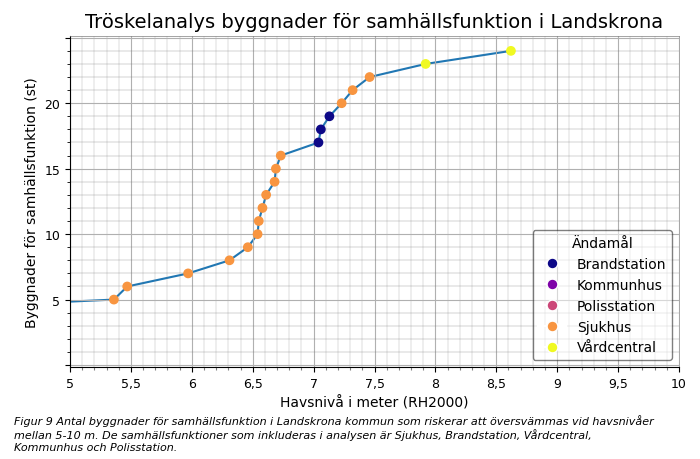 Tröskelanalys byggnader för samhällsfunktion i Landskrona
Byggnader för samhällsfunktion (st)
20
15
10
5
Ändamål
Brandstation
Kommunhus
Polisstation
Sjukhus
Vårdcentral
5 5,5 6 6,5 7 7,5 8 8,5 9 9,5 10
Havsnivå i meter (RH2000)
Figur 9 Antal byggnader för samhällsfunktion i Landskrona kommun som riskerar att översvämmas vid havsnivåer
mellan 5-10 m. De samhällsfunktioner som inkluderas i analysen är Sjukhus, Brandstation, Vårdcentral,
Kommunhus och Polisstation.